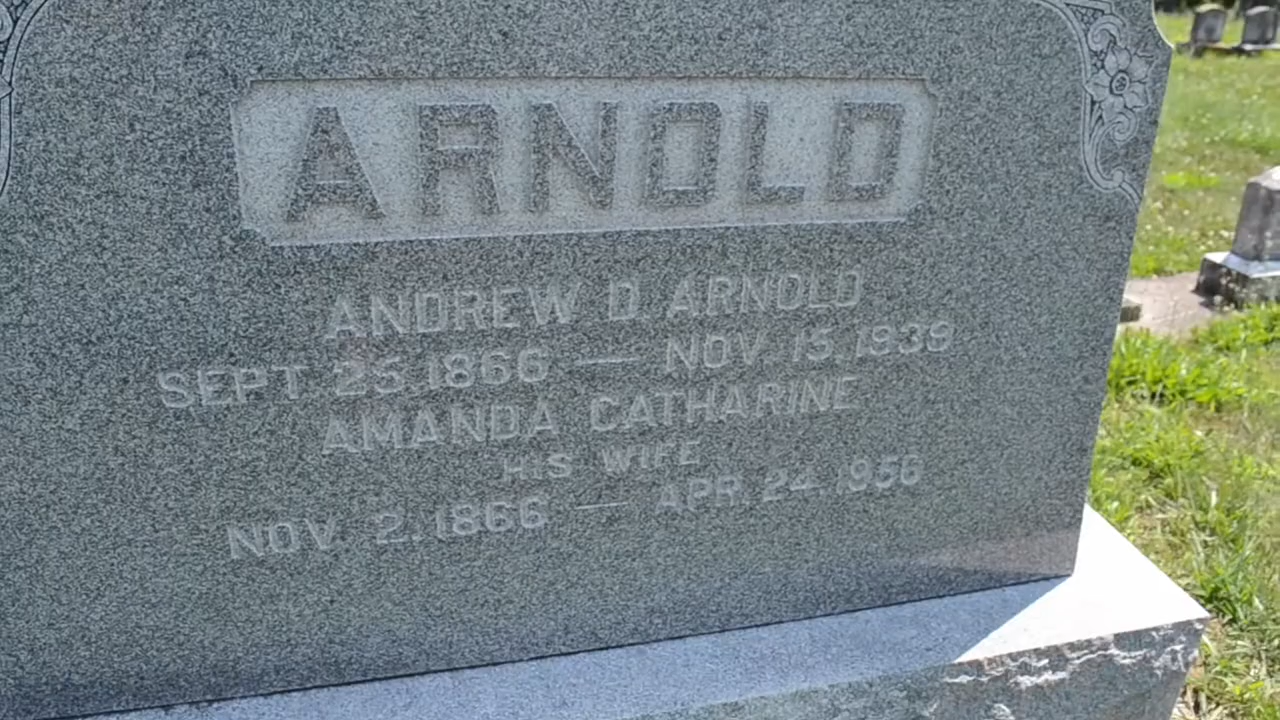 ARNOLD
ANDREW D. ARNOLD
SEPT 25, 1866 — NOV. 15, 1939
AMANDA CATHARINE
HIS WIFE
NOV. 2, 1866 — APR. 24, 1956